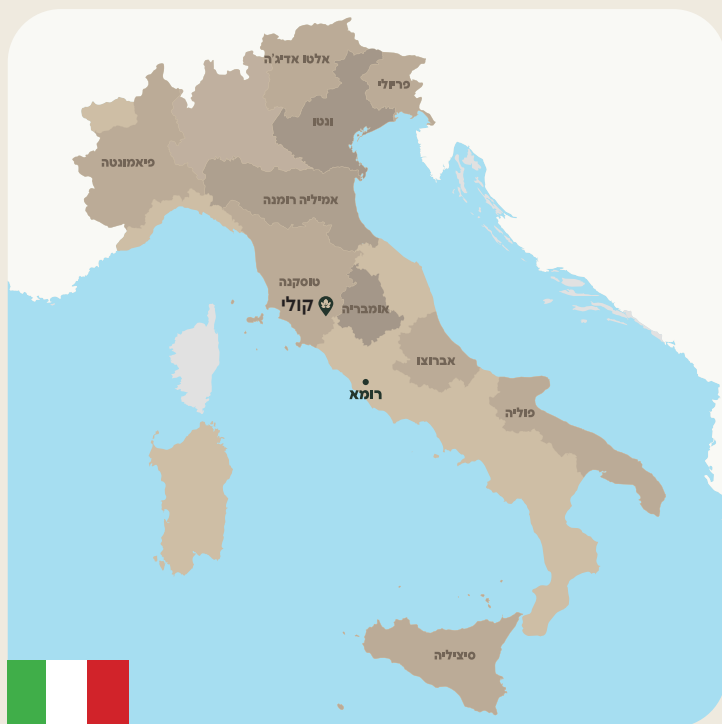 אלטו אדיג'ה
פריולי
ונטו
פיאמונטה
אמיליה רומנה
טוסקנה
קולי
אומבריה
אברוצו
רומא
פוליה
סיציליה